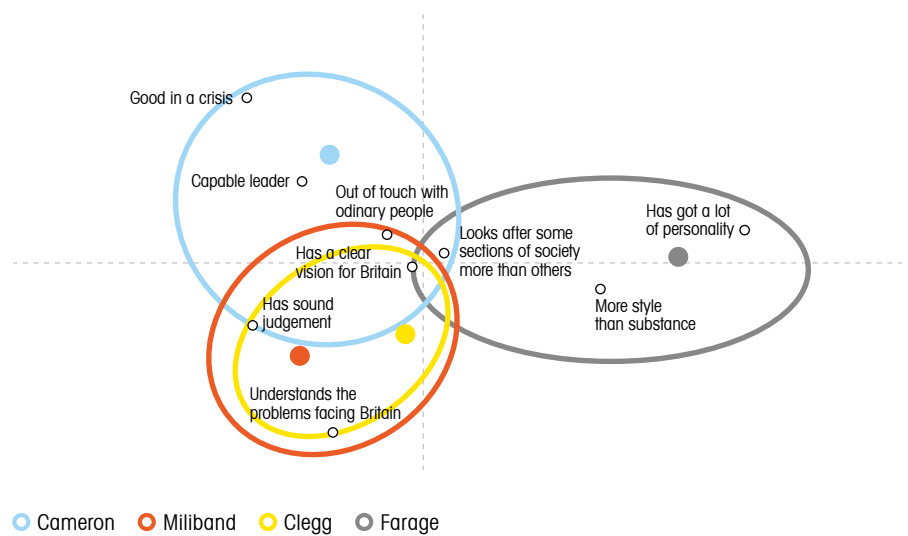 Good in a crisis
Capable leader
Out of touch with
odinary people
Has a clear
vision for Britain
Looks after some
sections of society
more than others
Has got a lot
of personality
More style
than substance
Has sound
judgement
Understands the
problems facing Britain
Cameron
Miliband
Clegg
Farage